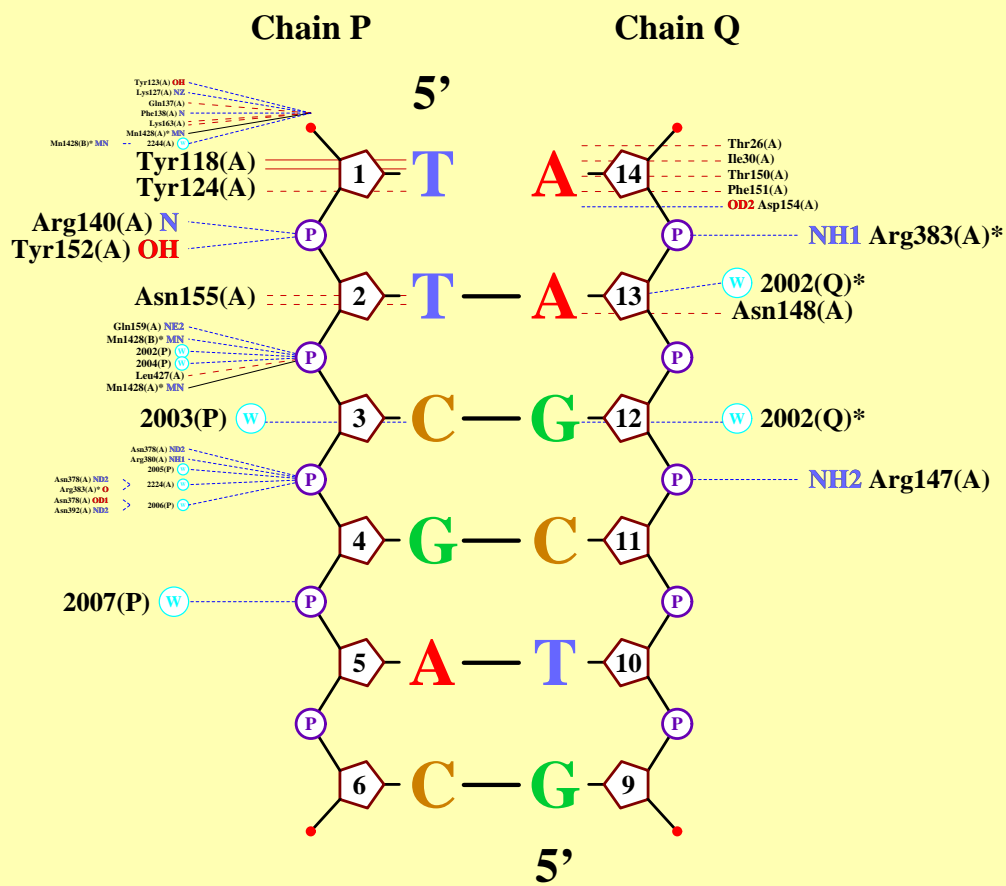 Chain P Chain Q
5’
Tyr123(A) OH
Lys127(A) NZ
Gln137(A)
Phe138(A) N
Lys163(A)
Mn1428(A)* MN
Mn1428(B)* MN 2244(A) W
Tyr118(A)
Tyr124(A)
1 T A 14
Thr26(A)
Ile30(A)
Thr150(A)
Phe151(A)
OD2 Asp154(A)
Arg140(A) N
Tyr152(A) OH
P P NH1 Arg383(A)*
W 2002(Q)*
Asn155(A) 2 T A 13
Asn148(A)
Gln159(A) NE2
Mn1428(B)* MN
2002(P) W
2004(P) W
Leu427(A)
Mn1428(A)* MN
P P
2003(P) W 3 C G 12 W 2002(Q)*
Asn378(A) ND2
Arg380(A) NH1
2005(P) W
Asn378(A) ND2
Arg383(A)* O
2224(A) W
Asn378(A) OD1
Asn392(A) ND2
2006(P) W
P P NH2 Arg147(A)
4 G C 11
2007(P) W P P
5 A T 10
P P
6 C G 9
5’